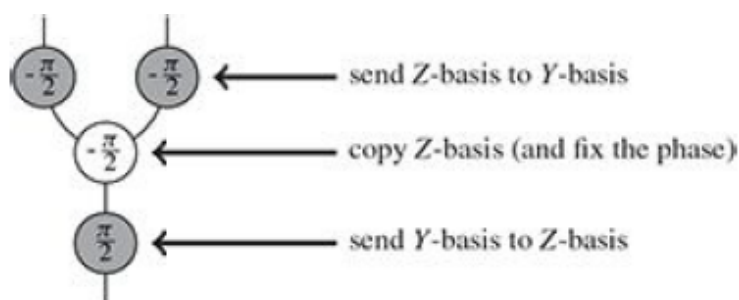 -π/2 -π/2 send Z-basis to Y-basis
-π/2 copy Z-basis (and fix the phase)
π/2 send Y-basis to Z-basis